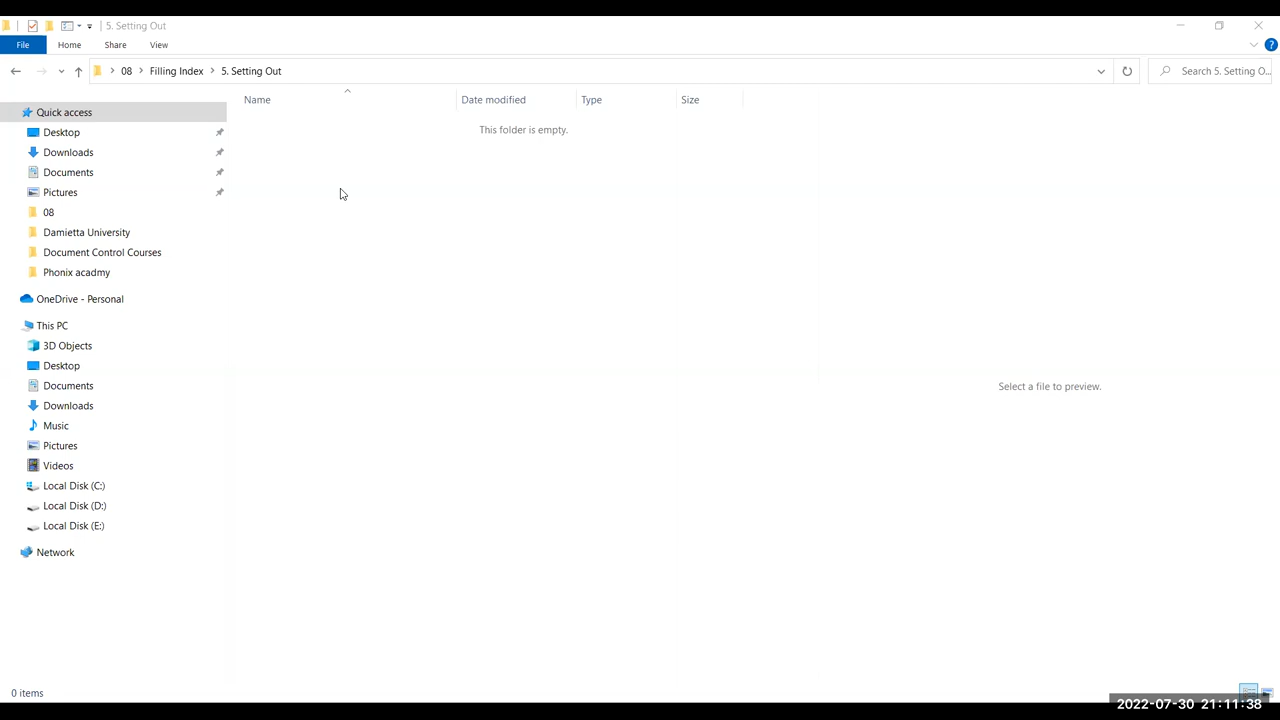 5. Setting Out
File Home Share View
08 Filling Index 5. Setting Out Search 5. Setting O...
Name Date modified Type Size
This folder is empty.
Quick access
Desktop
Downloads
Documents
Pictures
08
Damietta University
Document Control Courses
Phonix acadmy
OneDrive - Personal
This PC
3D Objects
Desktop
Documents
Select a file to preview.
Downloads
Music
Pictures
Videos
Local Disk (C:)
Local Disk (D:)
Local Disk (E:)
Network
0 items
2022-07-30 21:11:38